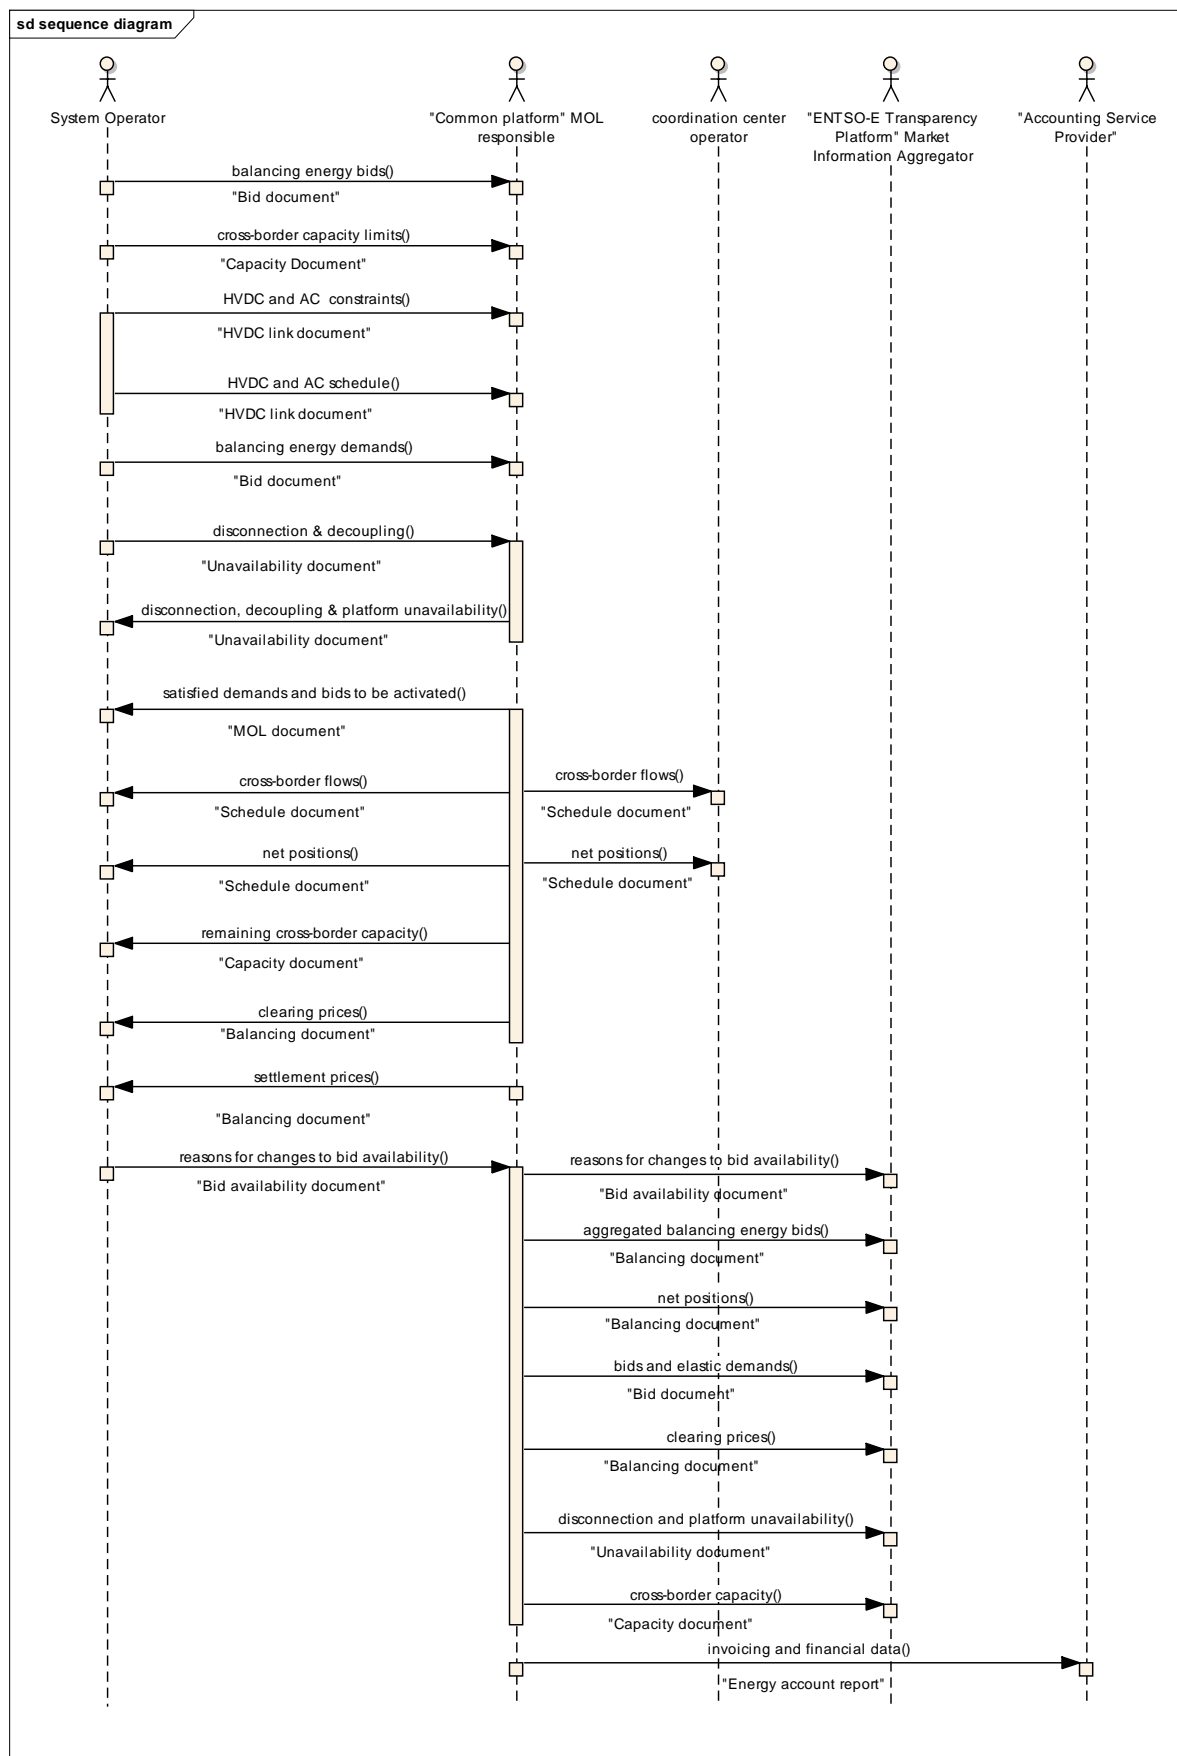 sd sequence diagram
System Operator
"Common platform" MOL
responsible
coordination center
operator
"ENTSO-E Transparency
Platform" Market
Information Aggregator
"Accounting Service
Provider"
balancing energy bids()
"Bid document"
cross-border capacity limits()
"Capacity Document"
HVDC and AC  constraints()
"HVDC link document"
HVDC and AC schedule()
"HVDC link document"
balancing energy demands()
"Bid document"
disconnection & decoupling()
"Unavailability document"
disconnection, decoupling & platform unavailability()
"Unavailability document"
satisfied demands and bids to be activated()
"MOL document"
cross-border flows()
cross-border flows()
"Schedule document"
"Schedule document"
net positions()
net positions()
"Schedule document"
"Schedule document"
remaining cross-border capacity()
"Capacity document"
clearing prices()
"Balancing document"
settlement prices()
"Balancing document"
reasons for changes to bid availability()
reasons for changes to bid availability()
"Bid availability document"
"Bid availability document"
aggregated balancing energy bids()
"Balancing document"
net positions()
"Balancing document"
bids and elastic demands()
"Bid document"
clearing prices()
"Balancing document"
disconnection and platform unavailability()
"Unavailability document"
cross-border capacity()
"Capacity document"
invoicing and financial data()
"Energy account report"